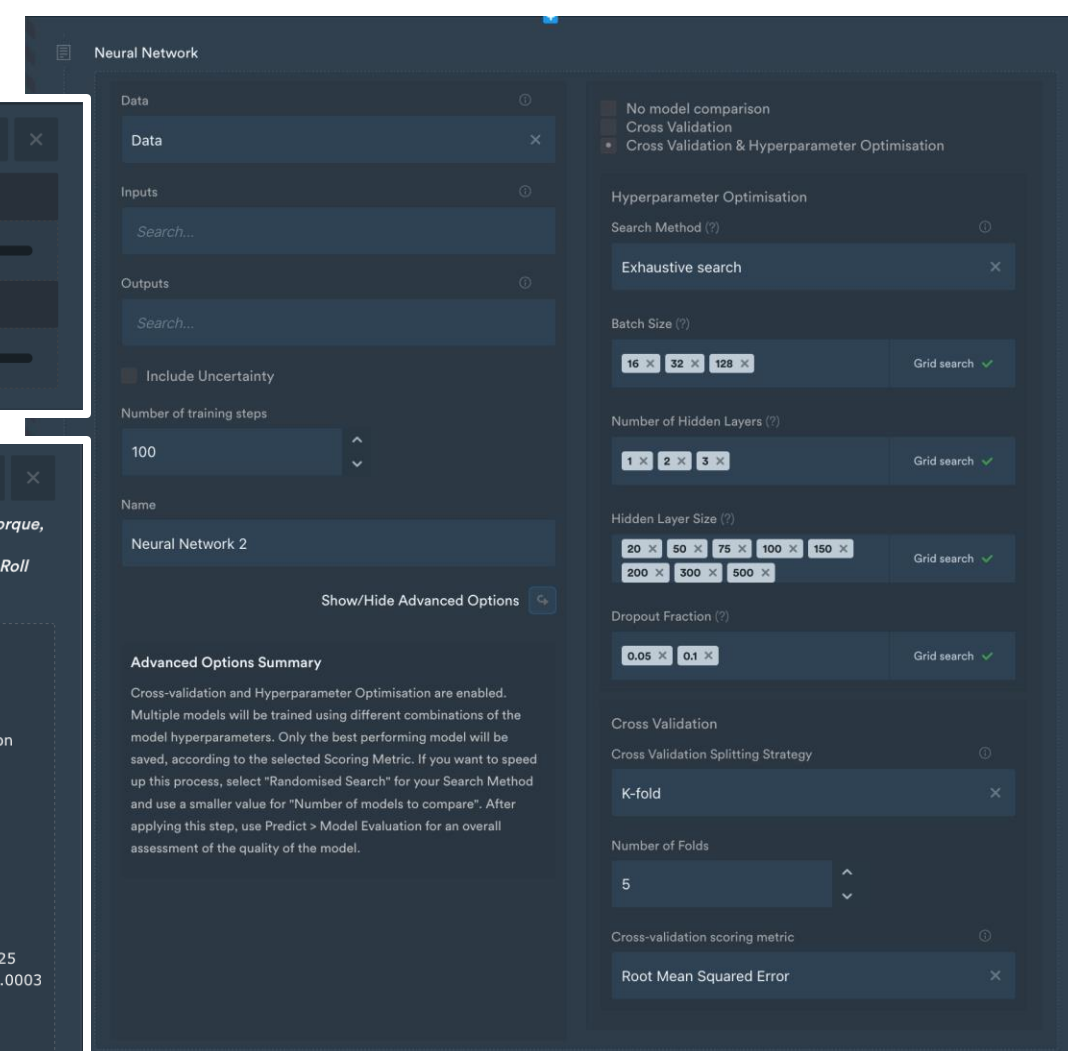 Neural Network
Data
Data
Inputs
Search...
Outputs
Search...
Include Uncertainty
Number of training steps
100
Name
Neural Network 2
Show/Hide Advanced Options
Advanced Options Summary
Cross-validation and Hyperparameter Optimisation are enabled.
Multiple models will be trained using different combinations of the
model hyperparameters. Only the best performing model will be
saved, according to the selected Scoring Metric. If you want to speed
up this process, select "Randomised Search" for your Search Method
and use a smaller value for "Number of models to compare". After
applying this step, use Predict > Model Evaluation for an overall
assessment of the quality of the model.
No model comparison
Cross Validation
Cross Validation & Hyperparameter Optimisation
Hyperparameter Optimisation
Search Method (?)
Exhaustive search
Batch Size (?)
16 × 32 × 128 × Grid search ✓
Number of Hidden Layers (?)
1 × 2 × 3 × Grid search ✓
Hidden Layer Size (?)
20 × 50 × 75 × 100 × 150 ×
200 × 300 × 500 × Grid search ✓
Dropout Fraction (?)
0.05 × 0.1 × Grid search ✓
Cross Validation
Cross Validation Splitting Strategy
K-fold
Number of Folds
5
Cross-validation scoring metric
Root Mean Squared Error
orque,
Roll
on
25
.0003